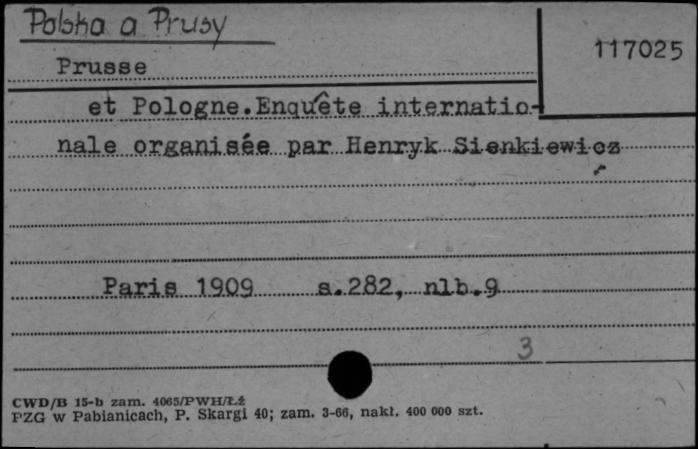 Polska a Prusy
117025
Prusse
et Pologne.Enquête internatio-
nale organisée par Henryk Sienkiewicz
Paris 1909 s.282, nlb.9
3
CWD/B 15-b zam. 4065/PWH/Łź
PZG w Pabianicach, P. Skargi 40; zam. 3-66, nakł. 400 000 szt.